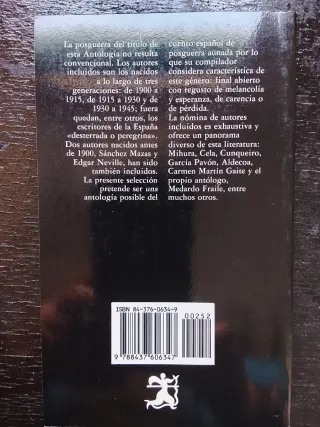 La posguerra del título de
esta Antología no resulta
convencional. Los autores
incluidos son los nacidos
a lo largo de tres
generaciones: de 1900 a
1915, de 1915 a 1930 y de
1930 a 1945; fuera
quedan, entre otros, los
escritores de la España
«desterrada o peregrina».
Dos autores nacidos antes
de 1900, Sánchez Mazas y
Edgar Neville, han sido
también incluidos.
La presente selección
pretende ser una
antología posible del
cuento español de
posguerra aunada por lo
que su compilador
considera característica de
este género: final abierto
con regusto de melancolía
y esperanza, de carencia o
de pérdida.
La nómina de autores
incluidos es exhaustiva y
ofrece un panorama
diverso de esta literatura:
Mihura, Cela, Cunqueiro,
García Pavón, Aldecoa,
Carmen Martín Gaite y el
propio antólogo,
Medardo Fraile, entre
muchos otros.
ISBN 84-376-0634-9
00252
9 788437 606347